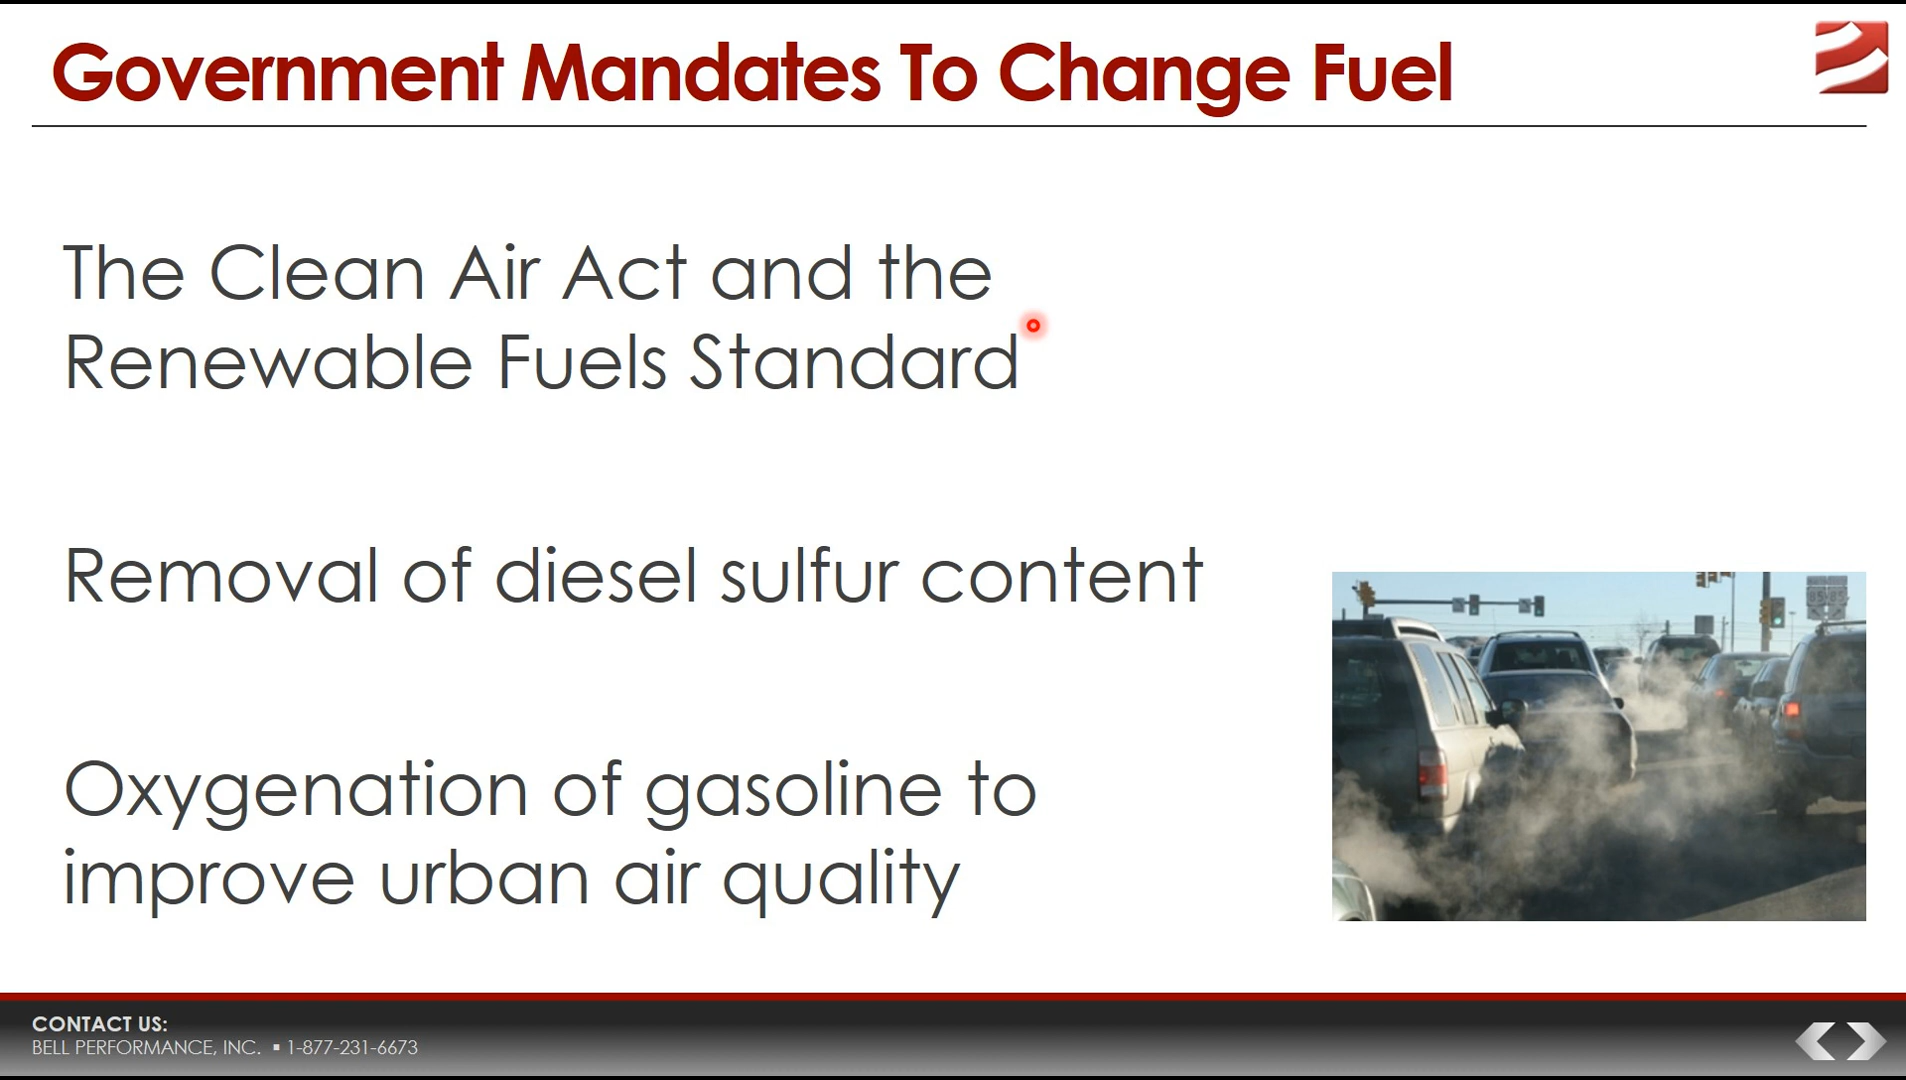 Government Mandates To Change Fuel
The Clean Air Act and the
Renewable Fuels Standard
Removal of diesel sulfur content
Oxygenation of gasoline to
improve urban air quality
CONTACT US:
BELL PERFORMANCE, INC. ▪ 1-877-231-6673